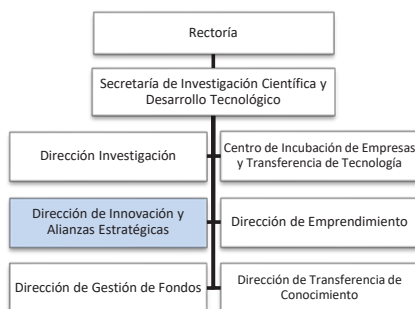 Rectoría
Secretaría de Investigación Científica y
Desarrollo Tecnológico
Dirección Investigación
Centro de Incubación de Empresas
y Transferencia de Tecnología
Dirección de Innovación y
Alianzas Estratégicas
Dirección de Emprendimiento
Dirección de Gestión de Fondos
Dirección de Transferencia de
Conocimiento